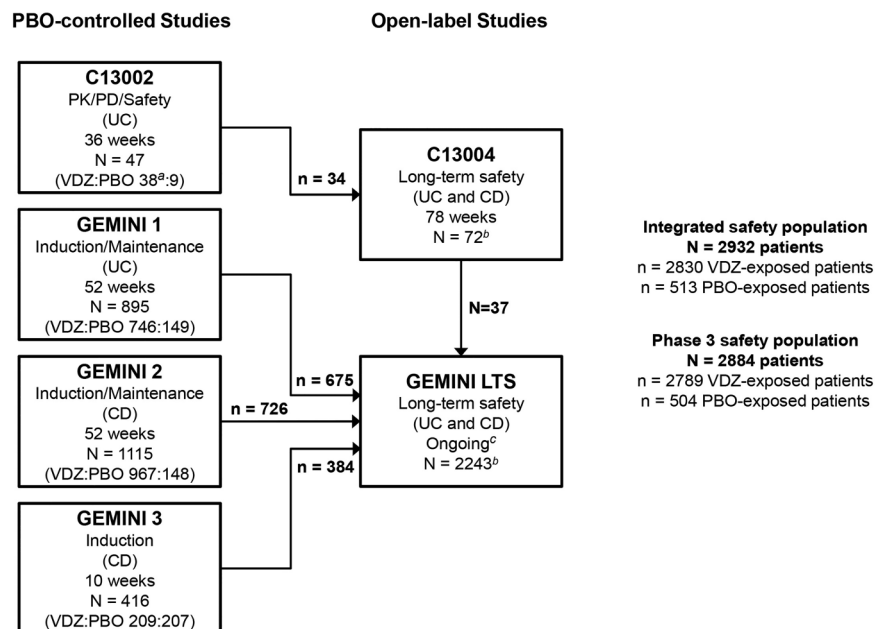 PBO-controlled Studies
Open-label Studies
C13002
PK/PD/Safety
(UC)
36 weeks
N = 47
(VDZ:PBO 38a:9)
n = 34
C13004
Long-term safety
(UC and CD)
78 weeks
N = 72b
N=37
GEMINI 1
Induction/Maintenance
(UC)
52 weeks
N = 895
(VDZ:PBO 746:149)
n = 675
GEMINI 2
Induction/Maintenance
(CD)
52 weeks
N = 1115
(VDZ:PBO 967:148)
n = 726
GEMINI 3
Induction
(CD)
10 weeks
N = 416
(VDZ:PBO 209:207)
n = 384
GEMINI LTS
Long-term safety
(UC and CD)
Ongoingc
N = 2243b
Integrated safety population
N = 2932 patients
n = 2830 VDZ-exposed patients
n = 513 PBO-exposed patients
Phase 3 safety population
N = 2884 patients
n = 2789 VDZ-exposed patients
n = 504 PBO-exposed patients